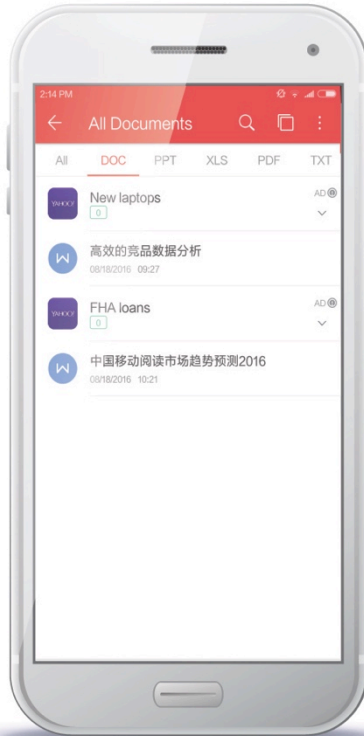 2:14 PM
All Documents
All DOC PPT XLS PDF TXT
YAHOO!
New laptops
AD
0
W
高效的竞品数据分析
08/18/2016 09:27
YAHOO!
FHA loans
AD
0
W
中国移动阅读市场趋势预测2016
08/18/2016 10:21